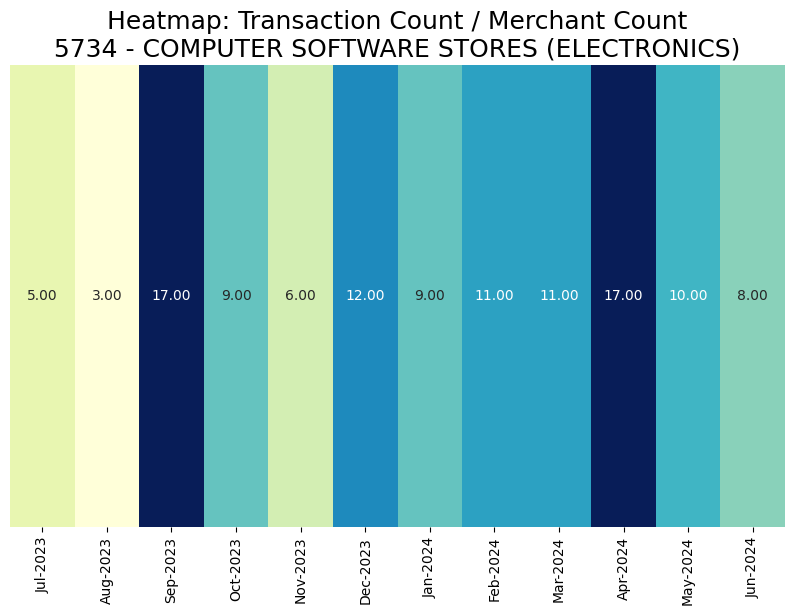 Heatmap: Transaction Count / Merchant Count
5734 - COMPUTER SOFTWARE STORES (ELECTRONICS)
5.00 3.00 17.00 9.00 6.00 12.00 9.00 11.00 11.00 17.00 10.00 8.00
Jul-2023 Aug-2023 Sep-2023 Oct-2023 Nov-2023 Dec-2023 Jan-2024 Feb-2024 Mar-2024 Apr-2024 May-2024 Jun-2024